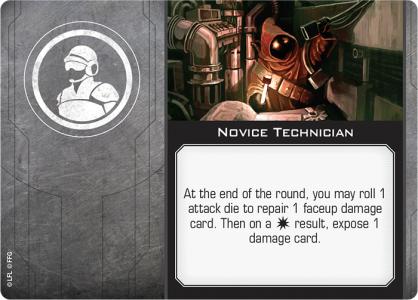 NOVICE TECHNICIAN
At the end of the round, you may roll 1
attack die to repair 1 faceup damage
card. Then on a result, expose 1
damage card.
© LFL © FFG